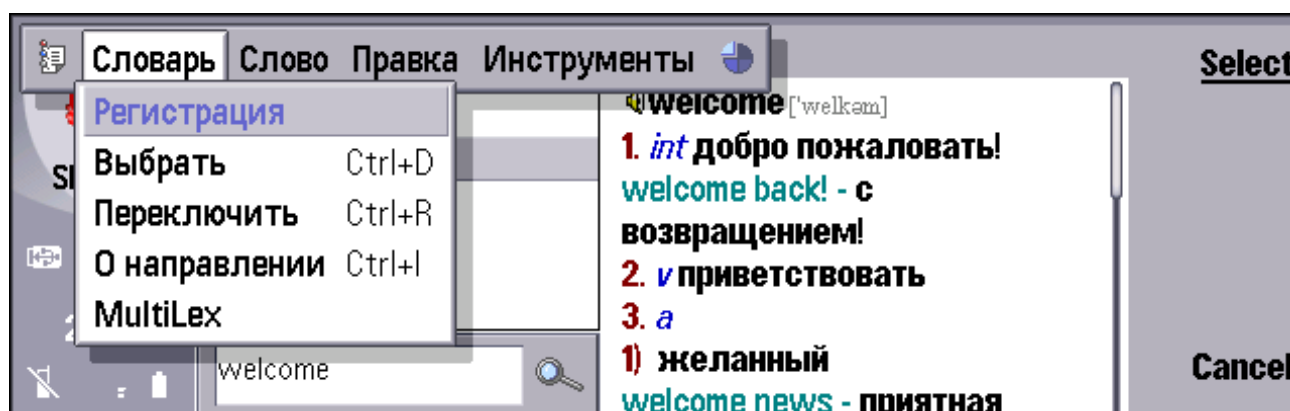 Словарь Слово Правка Инструменты
Select
Регистрация
Выбрать Ctrl+D
Переключить Ctrl+R
О направлении Ctrl+I
MultiLex
welcome
welcome ['welkəm]
1. int добро пожаловать!
welcome back! - с
возвращением!
2. v приветствовать
3. a
1) желанный
welcome news - приятная
Cancel